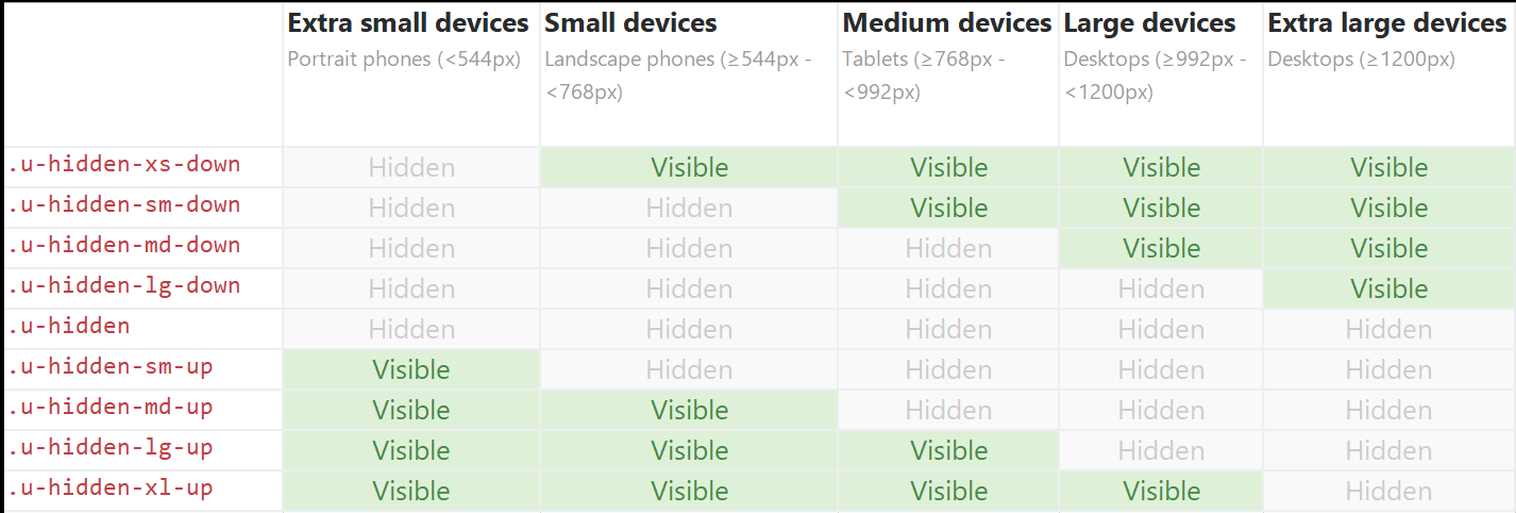 Extra small devices Small devices Medium devices Large devices Extra large devices
Portrait phones (<544px) Landscape phones (≥544px - Tablets (≥768px - Desktops (≥992px - Desktops (≥1200px)
<768px) <992px) <1200px)
.u-hidden-xs-down Hidden Visible Visible Visible Visible
.u-hidden-sm-down Hidden Hidden Visible Visible Visible
.u-hidden-md-down Hidden Hidden Hidden Visible Visible
.u-hidden-lg-down Hidden Hidden Hidden Hidden Visible
.u-hidden Hidden Hidden Hidden Hidden Hidden
.u-hidden-sm-up Visible Hidden Hidden Hidden Hidden
.u-hidden-md-up Visible Visible Hidden Hidden Hidden
.u-hidden-lg-up Visible Visible Visible Hidden Hidden
.u-hidden-xl-up Visible Visible Visible Visible Hidden